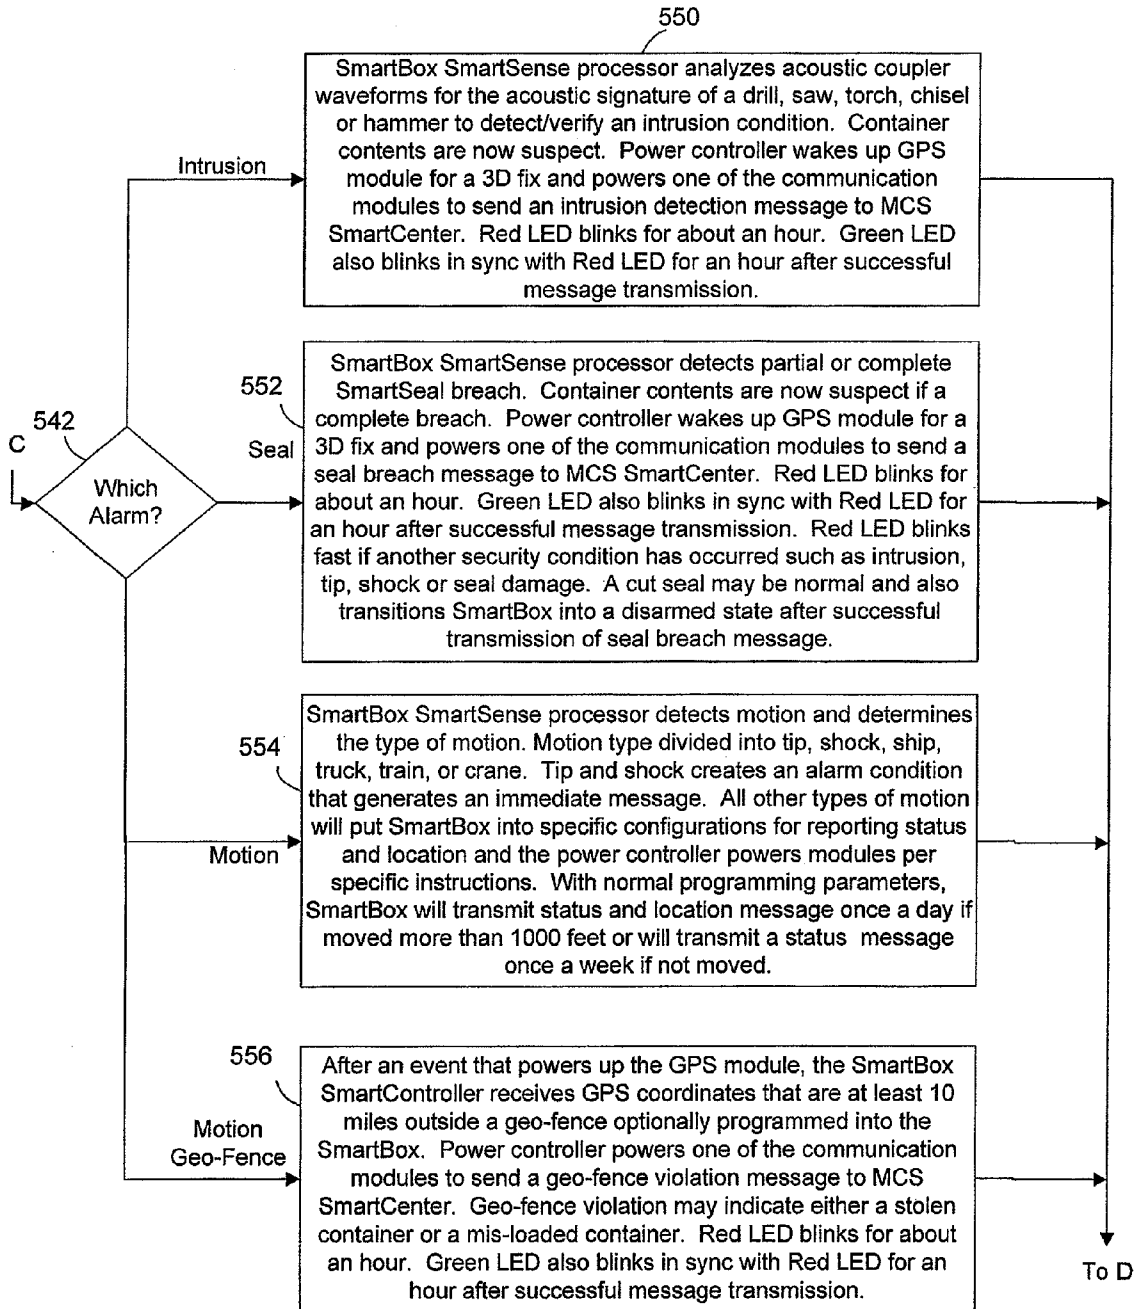 550
SmartBox SmartSense processor analyzes acoustic coupler
waveforms for the acoustic signature of a drill, saw, torch, chisel
or hammer to detect/verify an intrusion condition. Container
contents are now suspect. Power controller wakes up GPS
module for a 3D fix and powers one of the communication
modules to send an intrusion detection message to MCS
SmartCenter. Red LED blinks for about an hour. Green LED
also blinks in sync with Red LED for an hour after successful
message transmission.
Intrusion
552
SmartBox SmartSense processor detects partial or complete
SmartSeal breach. Container contents are now suspect if a
complete breach. Power controller wakes up GPS module for a
3D fix and powers one of the communication modules to send a
seal breach message to MCS SmartCenter. Red LED blinks for
about an hour. Green LED also blinks in sync with Red LED for
an hour after successful message transmission. Red LED blinks
fast if another security condition has occurred such as intrusion,
tip, shock or seal damage. A cut seal may be normal and also
transitions SmartBox into a disarmed state after successful
transmission of seal breach message.
542
C
Seal
Which
Alarm?
554
SmartBox SmartSense processor detects motion and determines
the type of motion. Motion type divided into tip, shock, ship,
truck, train, or crane. Tip and shock creates an alarm condition
that generates an immediate message. All other types of motion
will put SmartBox into specific configurations for reporting status
and location and the power controller powers modules per
specific instructions. With normal programming parameters,
SmartBox will transmit status and location message once a day if
moved more than 1000 feet or will transmit a status message
once a week if not moved.
Motion
556
After an event that powers up the GPS module, the SmartBox
SmartController receives GPS coordinates that are at least 10
miles outside a geo-fence optionally programmed into the
SmartBox. Power controller powers one of the communication
modules to send a geo-fence violation message to MCS
SmartCenter. Geo-fence violation may indicate either a stolen
container or a mis-loaded container. Red LED blinks for about
an hour. Green LED also blinks in sync with Red LED for an
hour after successful message transmission.
Motion
Geo-Fence
To D